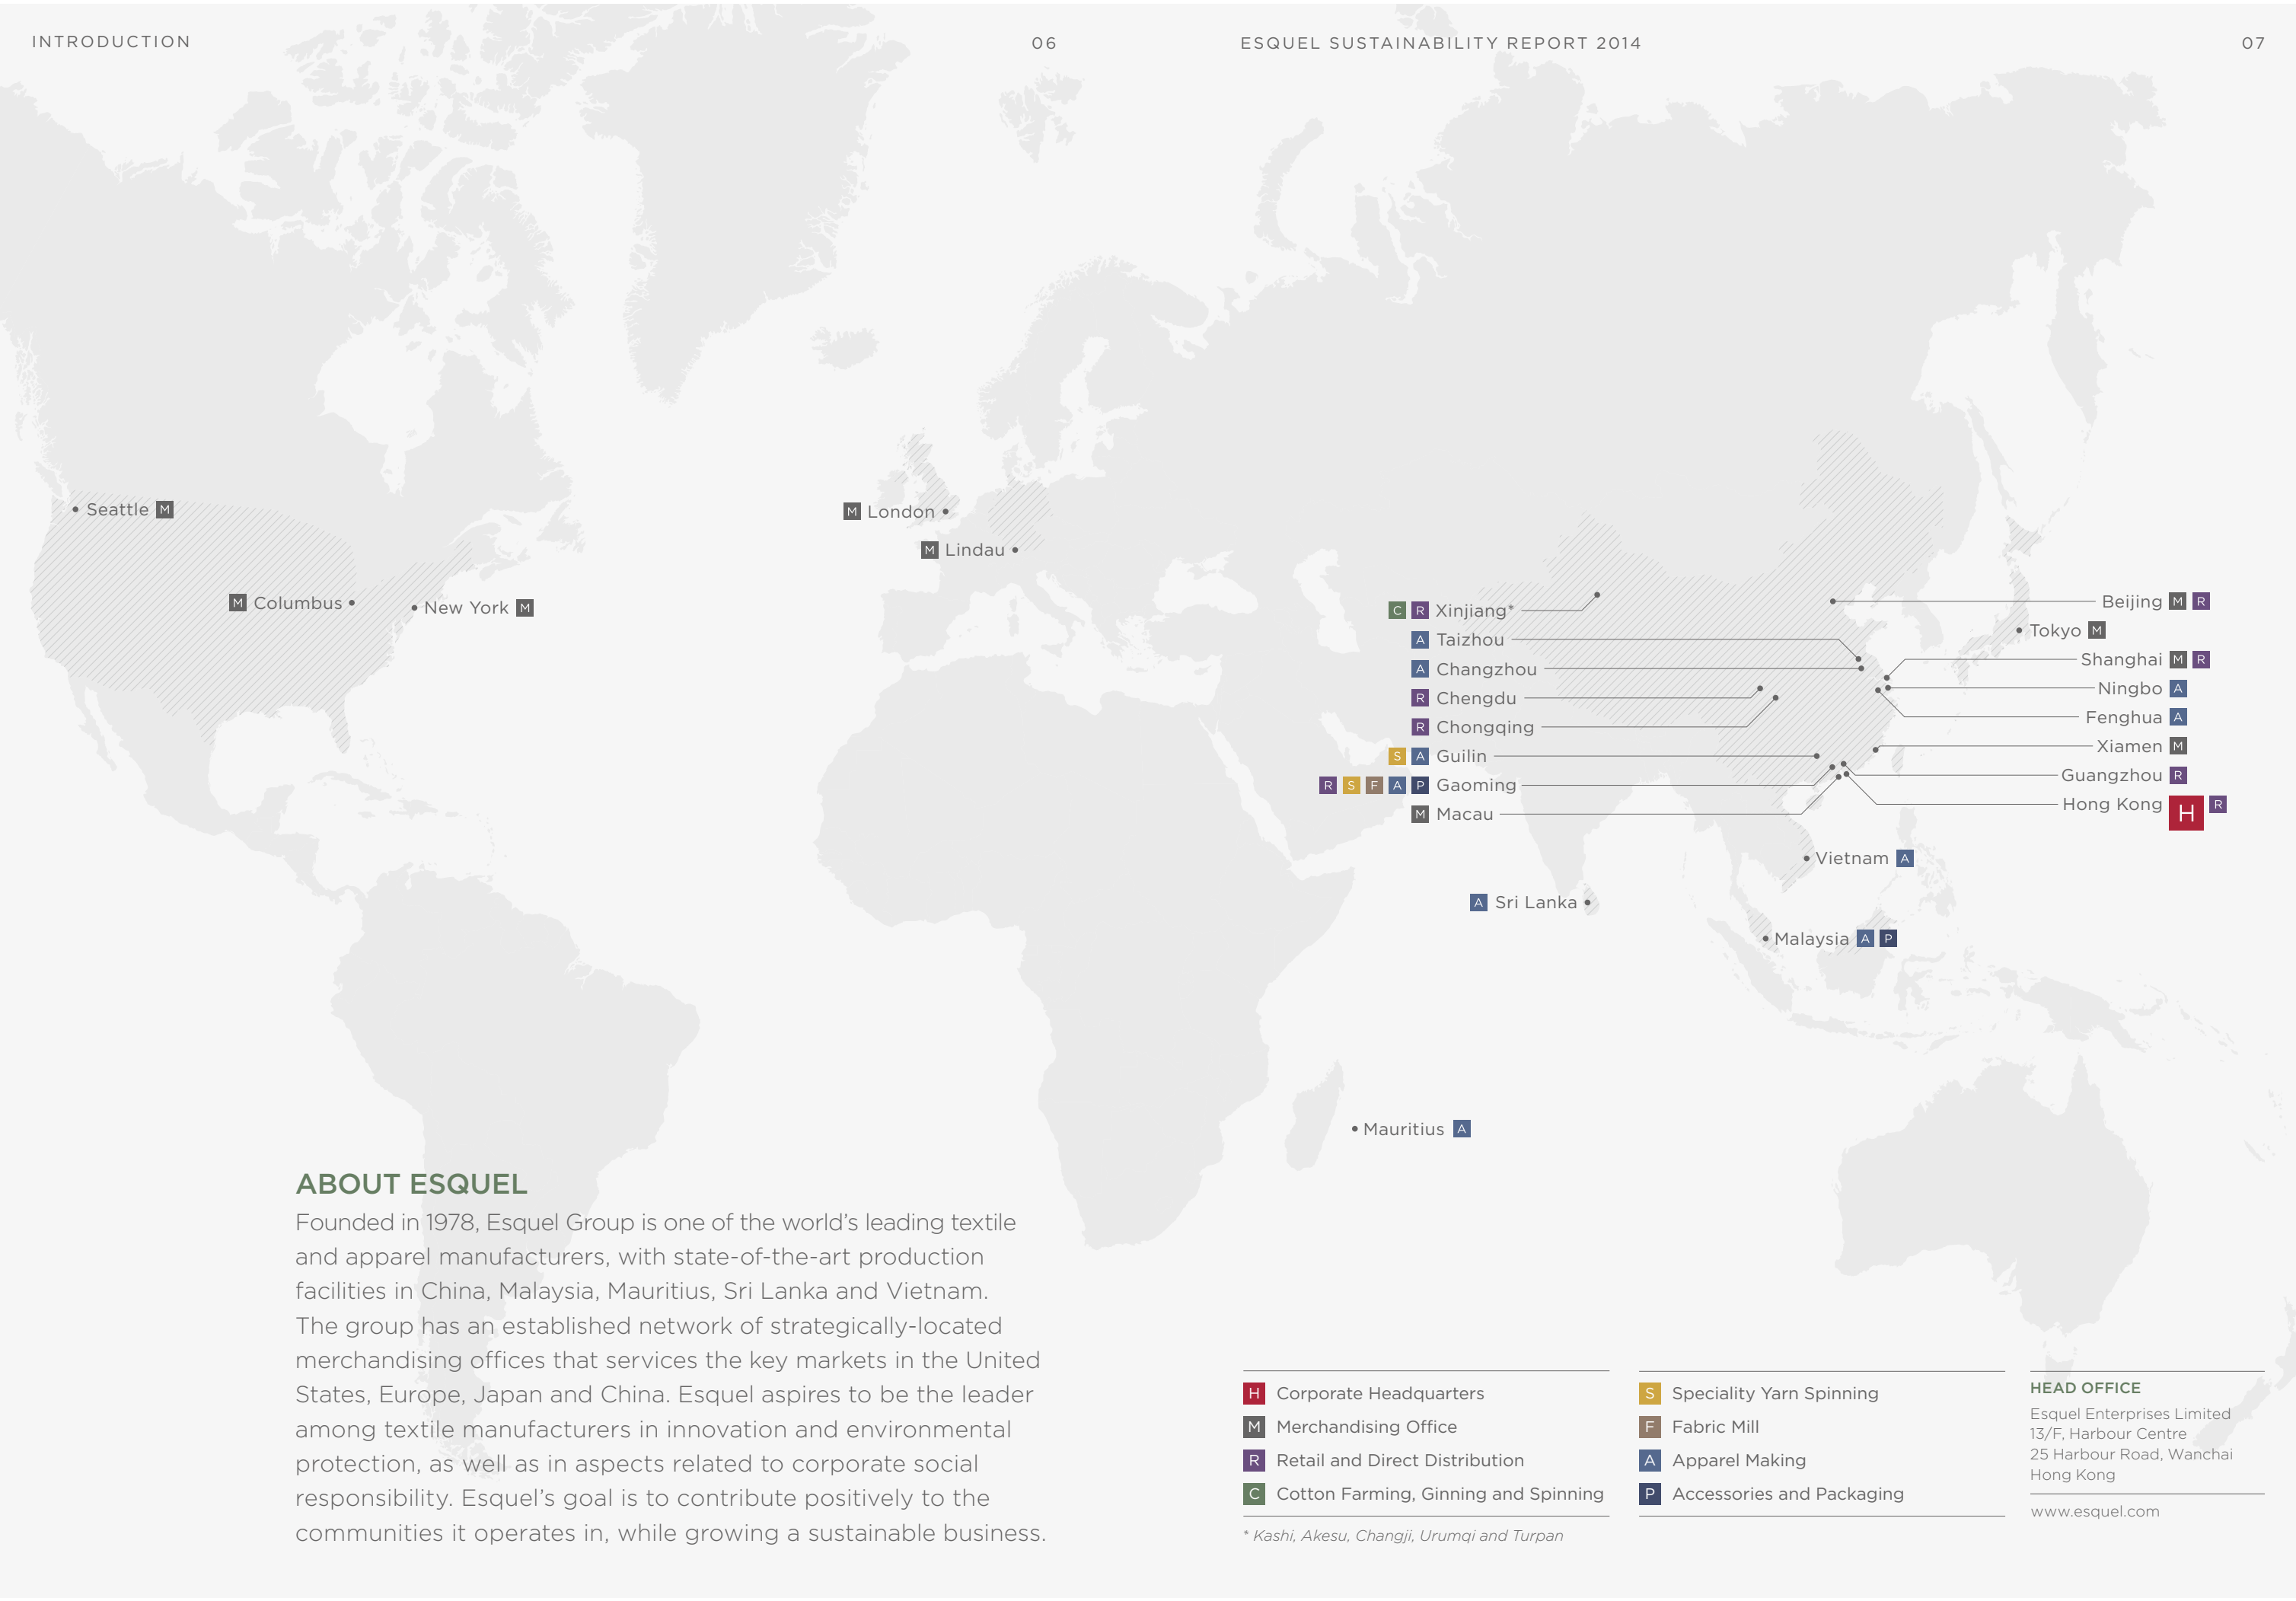 INTRODUCTION
06
ESQUEL SUSTAINABILITY REPORT 2014
07
Seattle M
M Columbus
New York M
M London
M Lindau
C R Xinjiang*
A Taizhou
A Changzhou
R Chengdu
R Chongqing
S A Guilin
R S F A P Gaoming
M Macau
Beijing M R
Tokyo M
Shanghai M R
Ningbo A
Fenghua A
Xiamen M
Guangzhou R
Hong Kong H R
Vietnam A
A Sri Lanka
Malaysia A P
Mauritius A
ABOUT ESQUEL
Founded in 1978, Esquel Group is one of the world’s leading textile
and apparel manufacturers, with state-of-the-art production
facilities in China, Malaysia, Mauritius, Sri Lanka and Vietnam.
The group has an established network of strategically-located
merchandising offices that services the key markets in the United
States, Europe, Japan and China. Esquel aspires to be the leader
among textile manufacturers in innovation and environmental
protection, as well as in aspects related to corporate social
responsibility. Esquel’s goal is to contribute positively to the
communities it operates in, while growing a sustainable business.
H Corporate Headquarters
M Merchandising Office
R Retail and Direct Distribution
C Cotton Farming, Ginning and Spinning
* Kashi, Akesu, Changji, Urumqi and Turpan
S Speciality Yarn Spinning
F Fabric Mill
A Apparel Making
P Accessories and Packaging
HEAD OFFICE
Esquel Enterprises Limited
13/F, Harbour Centre
25 Harbour Road, Wanchai
Hong Kong
www.esquel.com